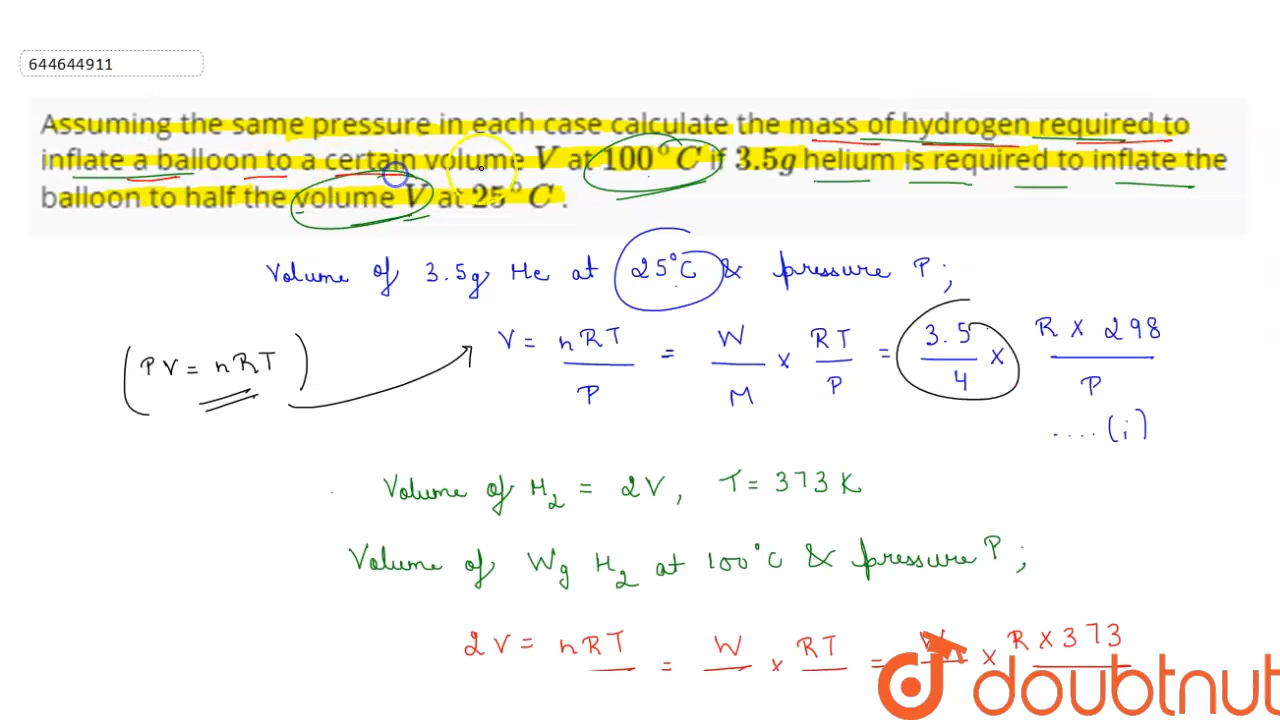 644644911
Assuming the same pressure in each case calculate the mass of hydrogen required to
inflate a balloon to a certain volume V at 100°C if 3.5g helium is required to inflate the
balloon to half the volume V at 25°C.
Volume of 3.5g He at 25°C & pressure P;
(PV = nRT)
V = nRT/P = W/M × RT/P = 3.5/4 × R × 298/P
....(i)
Volume of H₂ = 2V, T = 373 K
Volume of Wg H₂ at 100°C & pressure P;
2V = nRT = W × RT = × R × 373
doubtnut